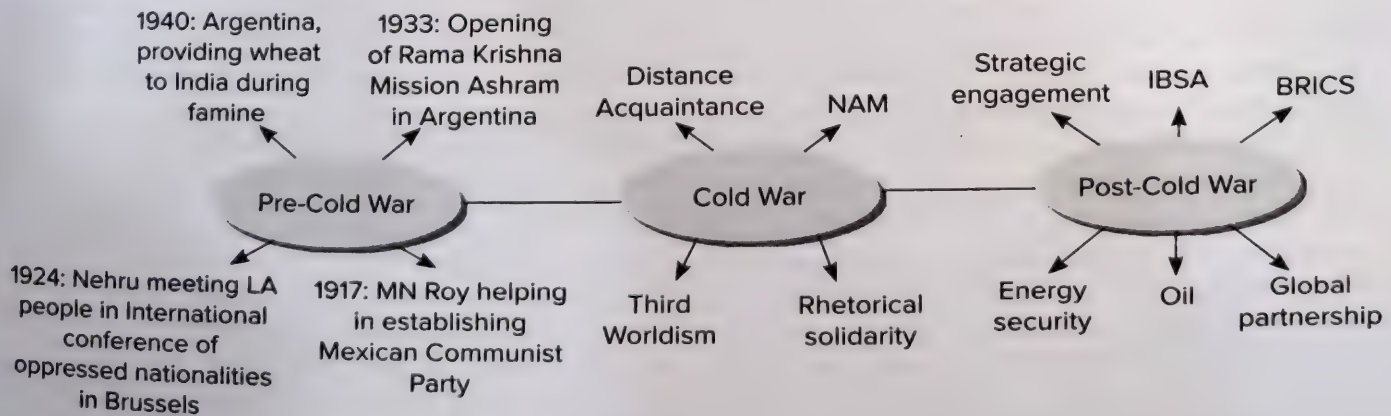 1940: Argentina,
providing wheat
to India during
famine
1933: Opening
of Rama Krishna
Mission Ashram
in Argentina
Pre-Cold War
1924: Nehru meeting LA
people in International
conference of
oppressed nationalities
in Brussels
1917: MN Roy helping
in establishing
Mexican Communist
Party
Distance
Acquaintance
NAM
Cold War
Third
Worldism
Rhetorical
solidarity
Strategic
engagement
IBSA
BRICS
Post-Cold War
Energy
security
Oil
Global
partnership